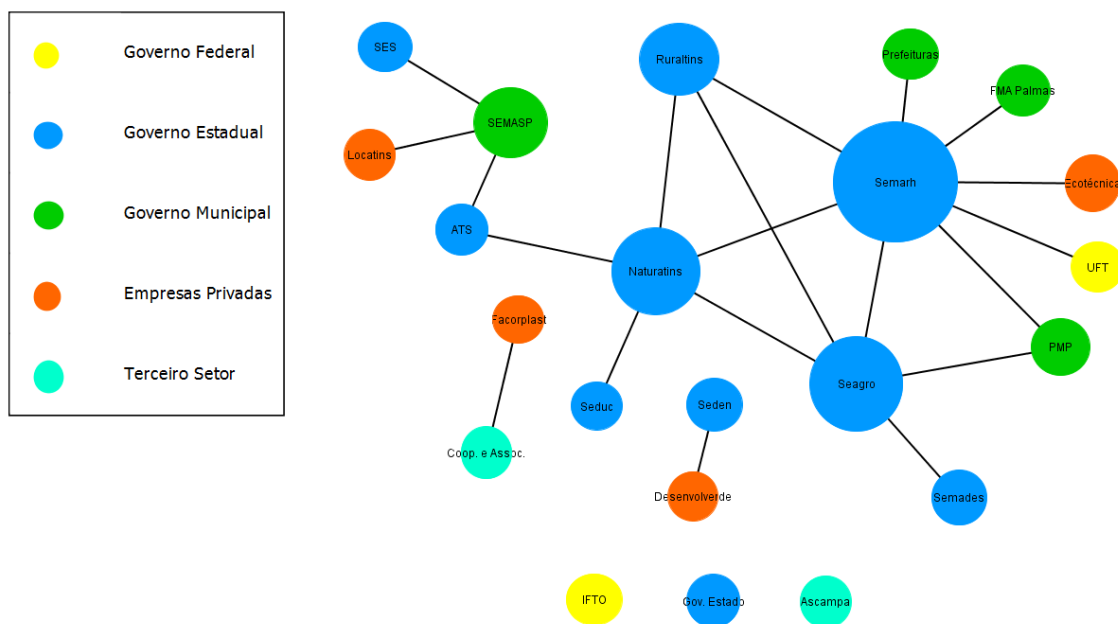 Governo Federal
Governo Estadual
Governo Municipal
Empresas Privadas
Terceiro Setor
SES
Ruraltins
Prefeituras
FMA Palmas
SEMASP
Locatins
Semarh
Ecotécnica
ATS
Naturatins
UFT
Facorplast
PMP
Seagro
Seduc
Seden
Coop. e Assoc.
Desenvolverde
Semades
IFTO
Gov. Estado
Ascampa